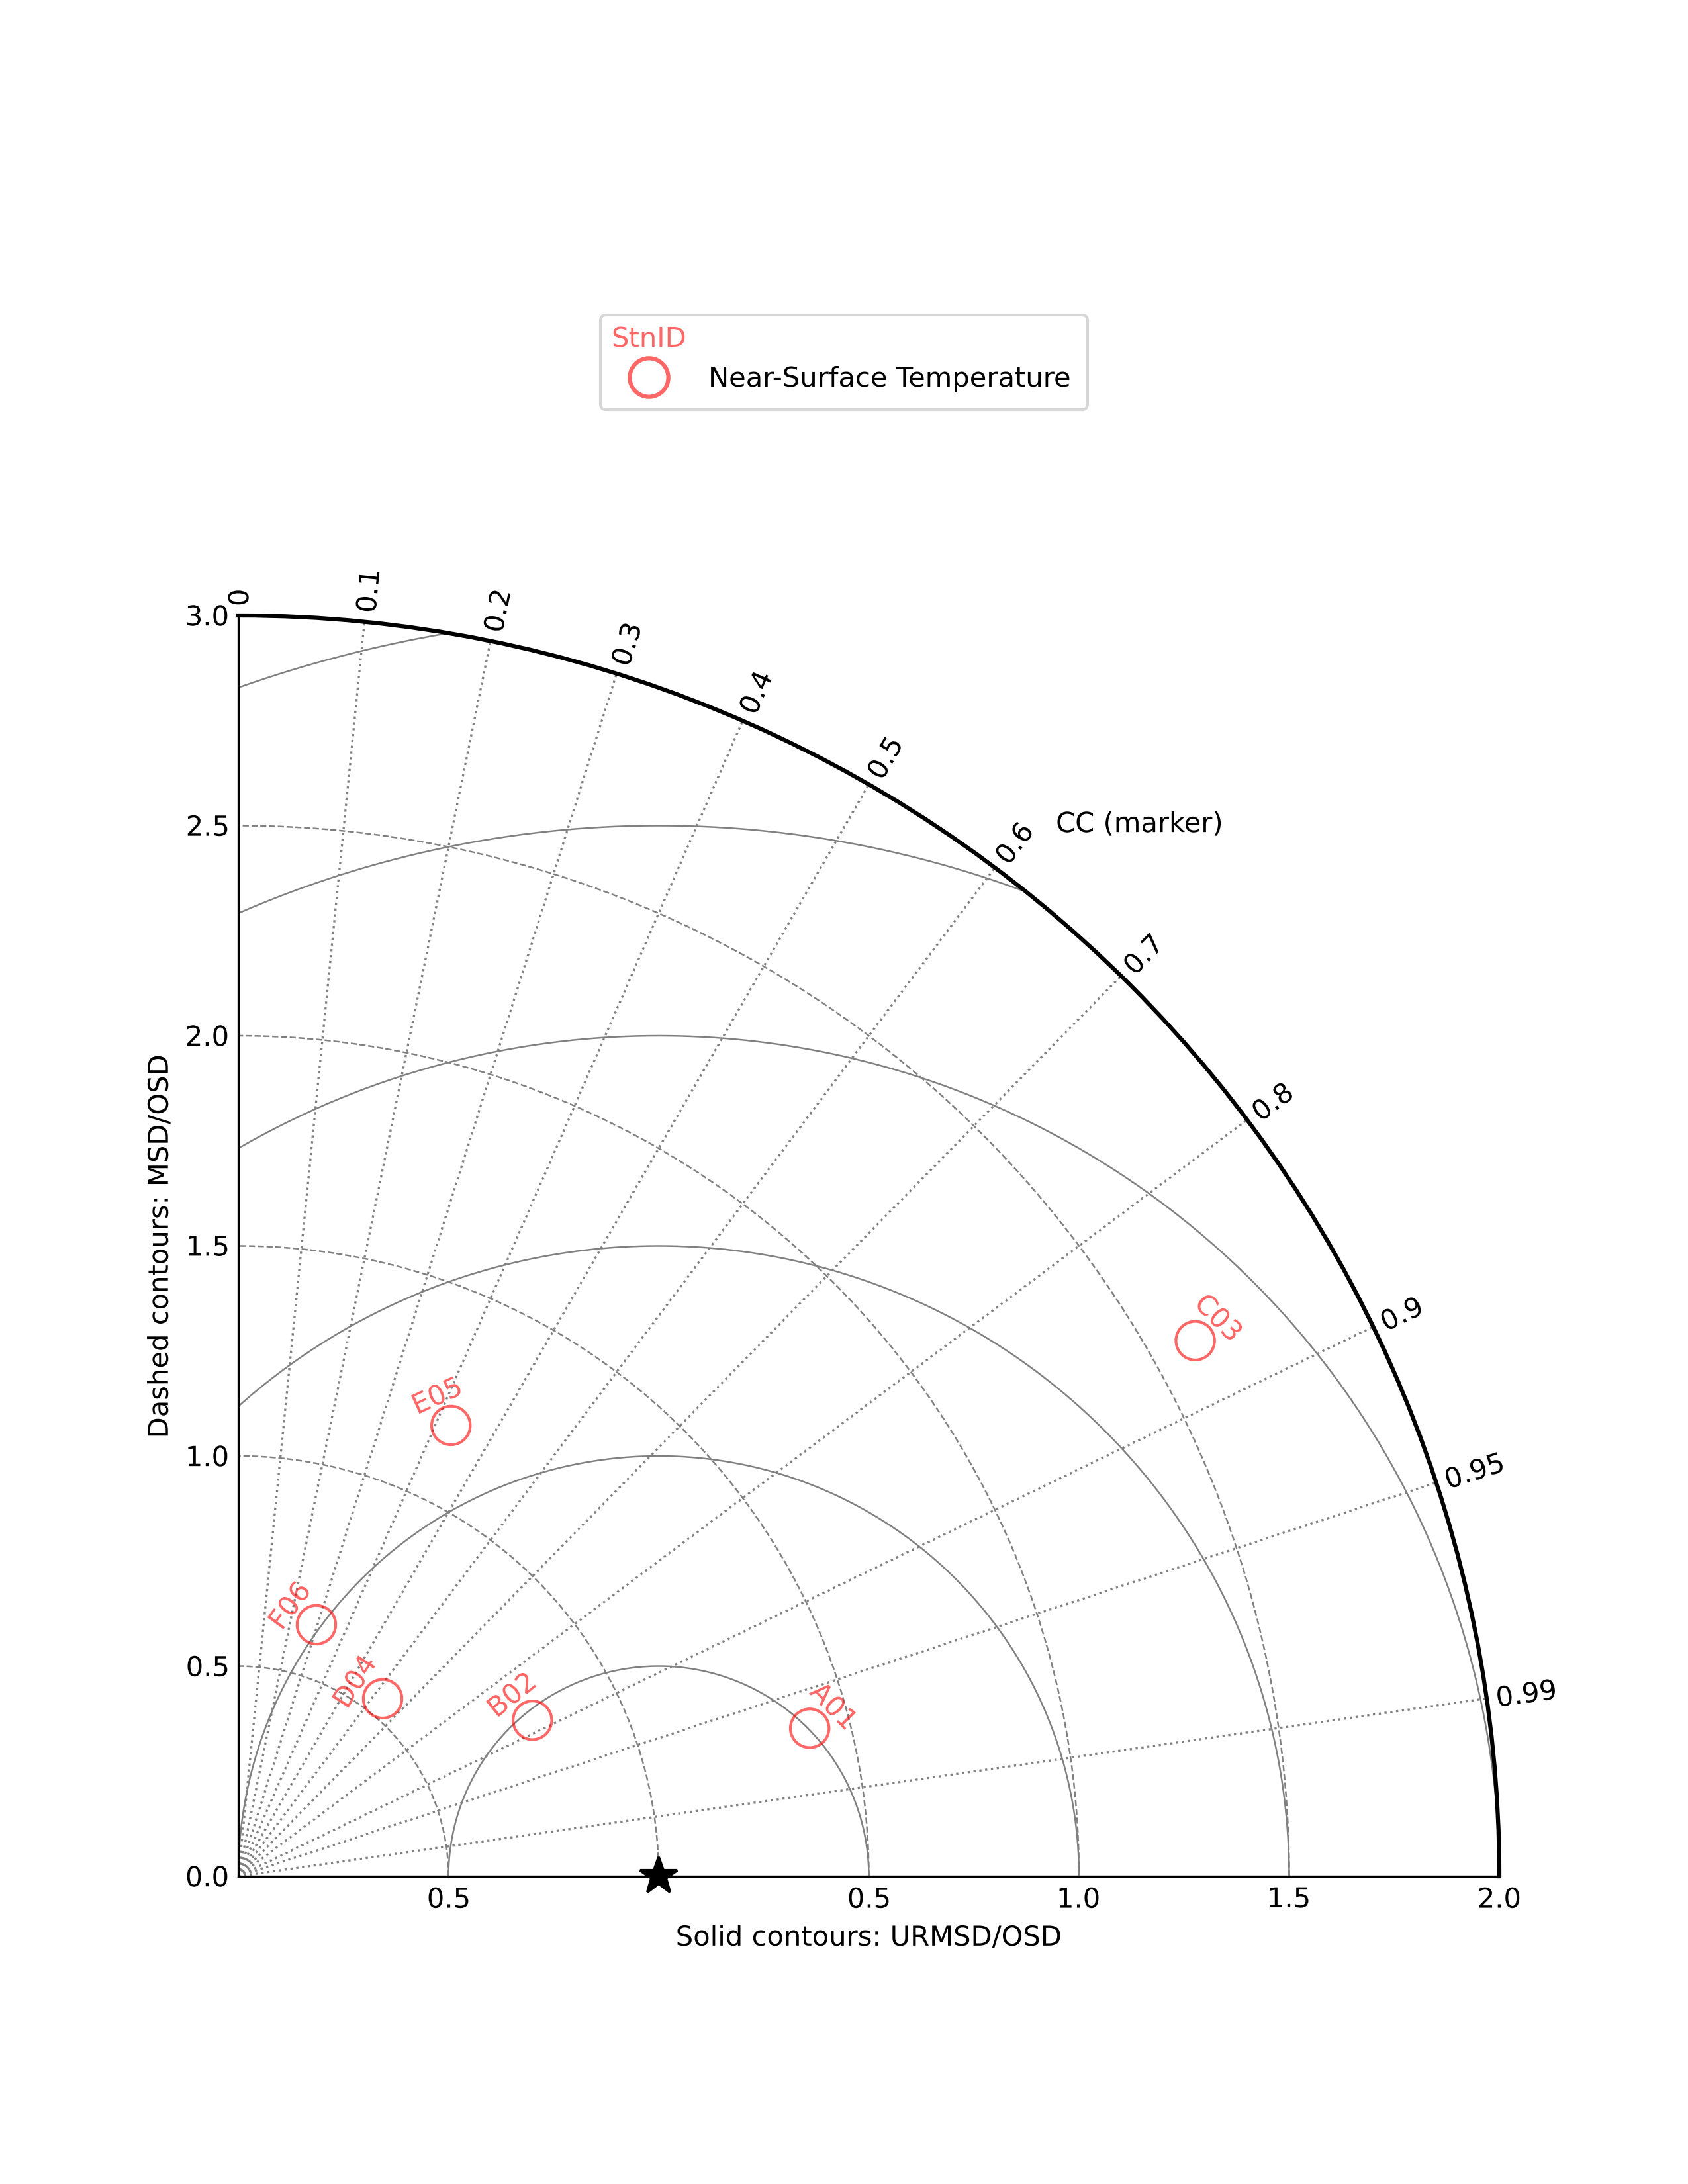 StnID
Near-Surface Temperature
0
0.1
0.2
0.3
0.4
0.5
0.6
CC (marker)
0.7
0.8
0.9
0.95
0.99
3.0
2.5
2.0
1.5
1.0
0.5
0.0
Dashed contours: MSD/OSD
C03
E05
F06
D04
B02
A01
0.5
0.5
1.0
1.5
2.0
Solid contours: URMSD/OSD